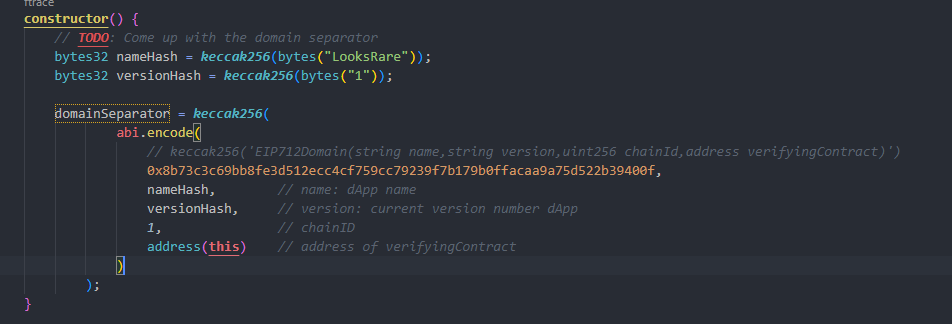 ftrace
constructor() {
// TODO: Come up with the domain separator
bytes32 nameHash = keccak256(bytes("LooksRare"));
bytes32 versionHash = keccak256(bytes("1"));
domainSeparator = keccak256(
abi.encode(
// keccak256('EIP712Domain(string name,string version,uint256 chainId,address verifyingContract)')
0x8b73c3c69bb8fe3d512ecc4cf759cc79239f7b179b0ffacaa9a75d522b39400f,
nameHash, // name: dApp name
versionHash, // version: current version number dApp
1, // chainID
address(this) // address of verifyingContract
)
);
}